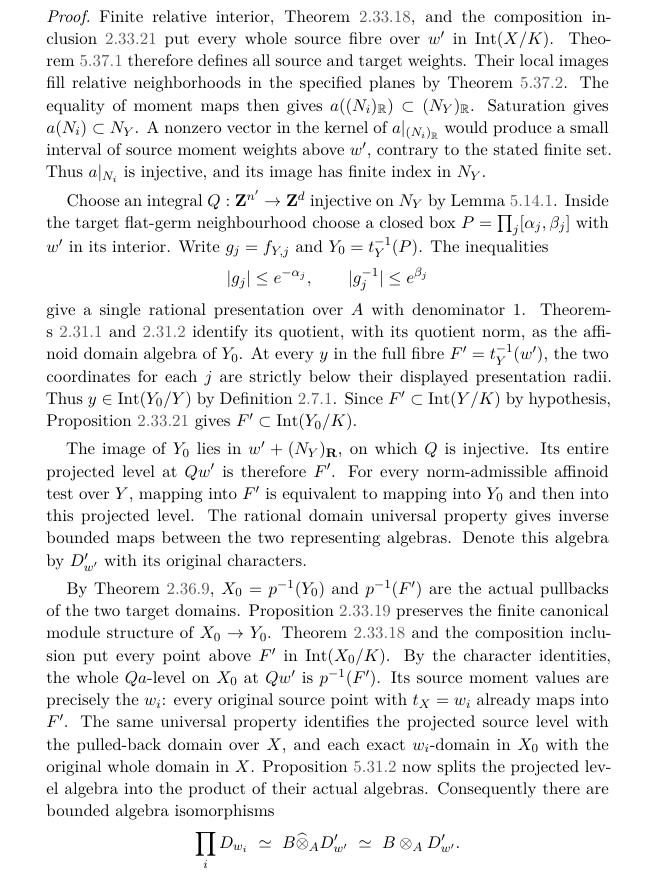 Proof. Finite relative interior, Theorem 2.33.18, and the composition in-
clusion 2.33.21 put every whole source fibre over w′ in Int(X/K). Theo-
rem 5.37.1 therefore defines all source and target weights. Their local images
fill relative neighborhoods in the specified planes by Theorem 5.37.2. The
equality of moment maps then gives a((N_i)_ℝ) ⊂ (N_Y)_ℝ. Saturation gives
a(N_i) ⊂ N_Y. A nonzero vector in the kernel of a|_{(N_i)_ℝ} would produce a small
interval of source moment weights above w′, contrary to the stated finite set.
Thus a|_{N_i} is injective, and its image has finite index in N_Y.
Choose an integral Q : Z^{n′} → Z^d injective on N_Y by Lemma 5.14.1. Inside
the target flat-germ neighbourhood choose a closed box P = ∏_j[α_j, β_j] with
w′ in its interior. Write g_j = f_{Y,j} and Y_0 = t_Y^{-1}(P). The inequalities
|g_j| ≤ e^{-α_j}, |g_j^{-1}| ≤ e^{β_j}
give a single rational presentation over A with denominator 1. Theorem-
s 2.31.1 and 2.31.2 identify its quotient, with its quotient norm, as the affi-
noid domain algebra of Y_0. At every y in the full fibre F′ = t_Y^{-1}(w′), the two
coordinates for each j are strictly below their displayed presentation radii.
Thus y ∈ Int(Y_0/Y) by Definition 2.7.1. Since F′ ⊂ Int(Y/K) by hypothesis,
Proposition 2.33.21 gives F′ ⊂ Int(Y_0/K).
The image of Y_0 lies in w′ + (N_Y)_R, on which Q is injective. Its entire
projected level at Qw′ is therefore F′. For every norm-admissible affinoid
test over Y, mapping into F′ is equivalent to mapping into Y_0 and then into
this projected level. The rational domain universal property gives inverse
bounded maps between the two representing algebras. Denote this algebra
by D′_{w′} with its original characters.
By Theorem 2.36.9, X_0 = p^{-1}(Y_0) and p^{-1}(F′) are the actual pullbacks
of the two target domains. Proposition 2.33.19 preserves the finite canonical
module structure of X_0 → Y_0. Theorem 2.33.18 and the composition inclu-
sion put every point above F′ in Int(X_0/K). By the character identities,
the whole Qa-level on X_0 at Qw′ is p^{-1}(F′). Its source moment values are
precisely the w_i: every original source point with t_X = w_i already maps into
F′. The same universal property identifies the projected source level with
the pulled-back domain over X, and each exact w_i-domain in X_0 with the
original whole domain in X. Proposition 5.31.2 now splits the projected lev-
el algebra into the product of their actual algebras. Consequently there are
bounded algebra isomorphisms
∏_i D_{w_i} ≃ B⊗̂_A D′_{w′} ≃ B ⊗_A D′_{w′}.